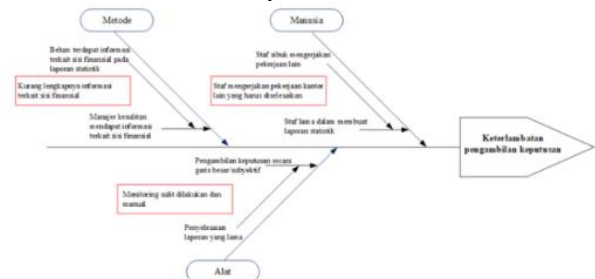 Metode
Manusia
Belum terdapat informasi
terkait sisi finansial pada
laporan statistik
Staf sibuk mengerjakan
pekerjaan lain
Kurang lengkapnya informasi
terkait sisi finansial
Staf mengerjakan pekerjaan kantor
lain yang harus diselesaikan
Manajer kesulitan
mendapat informasi
terkait sisi finansial
Staf lama dalam membuat
laporan statistik
Keterlambatan
pengambilan keputusan
Pengambilan keputusan secara
garis besar/subyektif
Monitoring sulit dilakukan dan
manual
Penyelesaian
laporan yang lama
Alat